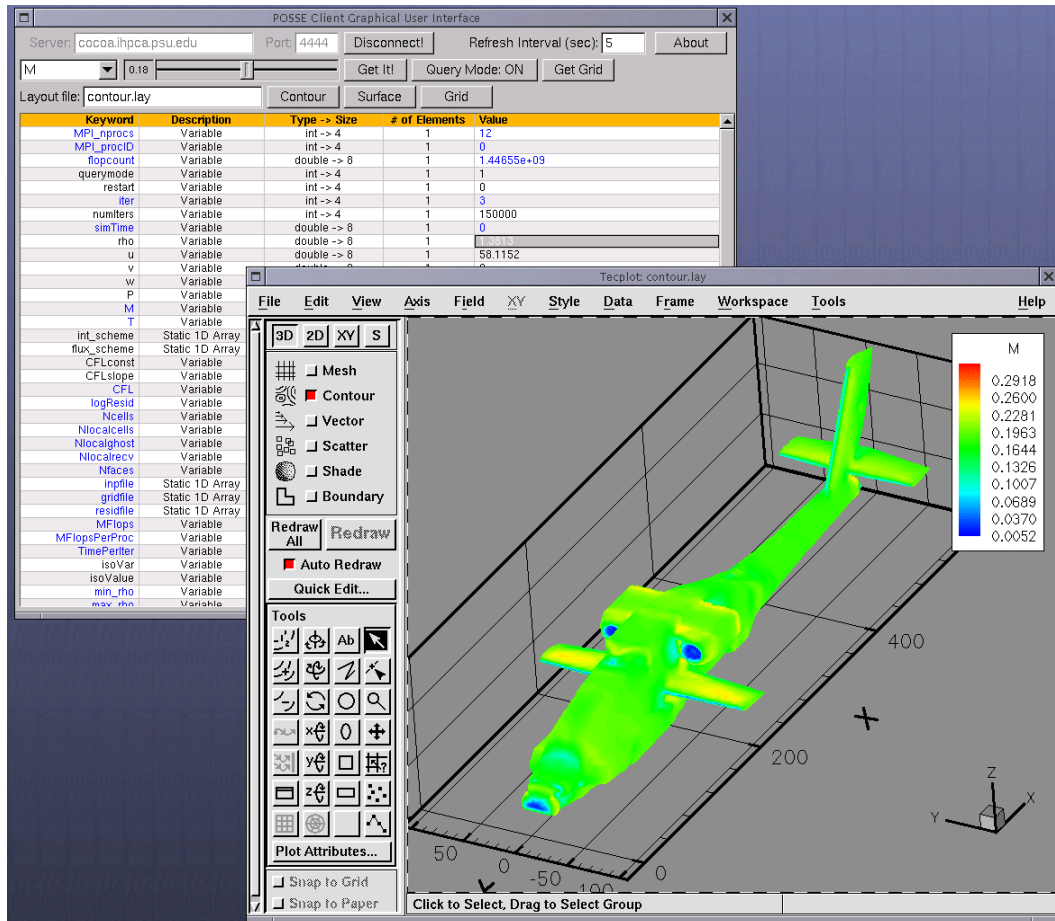 POSSE Client Graphical User Interface
Server: cocoa.ihpca.psu.edu Port: 4444 Disconnect! Refresh Interval (sec): 5 About
M 0.18 Get It! Query Mode: ON Get Grid
Layout file: contour.lay Contour Surface Grid
Keyword Description Type -> Size # of Elements Value
MPI_nprocs Variable int -> 4 1 12
MPI_procID Variable int -> 4 1 0
flopcount Variable double -> 8 1 1.44655e+09
querymode Variable int -> 4 1 1
restart Variable int -> 4 1 0
iter Variable int -> 4 1 3
numIters Variable int -> 4 1 150000
simTime Variable double -> 8 1 0
rho Variable double -> 8 1 1.3813
u Variable double -> 8 1 58.1152
v Variable
w Variable
P Variable
M Variable
T Variable
int_scheme Static 1D Array
flux_scheme Static 1D Array
CFLconst Variable
CFLslope Variable
CFL Variable
logResid Variable
Ncells Variable
Nlocalcells Variable
Nlocalghost Variable
Nlocalrecv Variable
Nfaces Variable
inpfile Static 1D Array
gridfile Static 1D Array
residfile Static 1D Array
MFlops Variable
MFlopsPerProc Variable
TimePerIter Variable
isoVar Variable
isoValue Variable
min_rho Variable
max_rho Variable
Tecplot: contour.lay
File Edit View Axis Field XY Style Data Frame Workspace Tools Help
3D 2D XY S
Mesh
Contour
Vector
Scatter
Shade
Boundary
Redraw All Redraw
Auto Redraw
Quick Edit...
Tools
Ab
Plot Attributes...
Snap to Grid
Snap to Paper
M
0.2918
0.2600
0.2281
0.1963
0.1644
0.1326
0.1007
0.0689
0.0370
0.0052
400
X
200
0
50
0
-50
-100
Y
Z
X
Y
Click to Select, Drag to Select Group